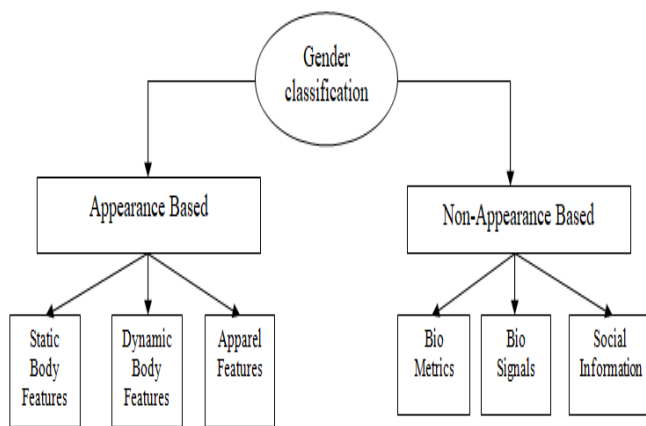 Gender
classification
Appearance Based
Non-Appearance Based
Static
Body
Features
Dynamic
Body
Features
Apparel
Features
Bio
Metrics
Bio
Signals
Social
Information